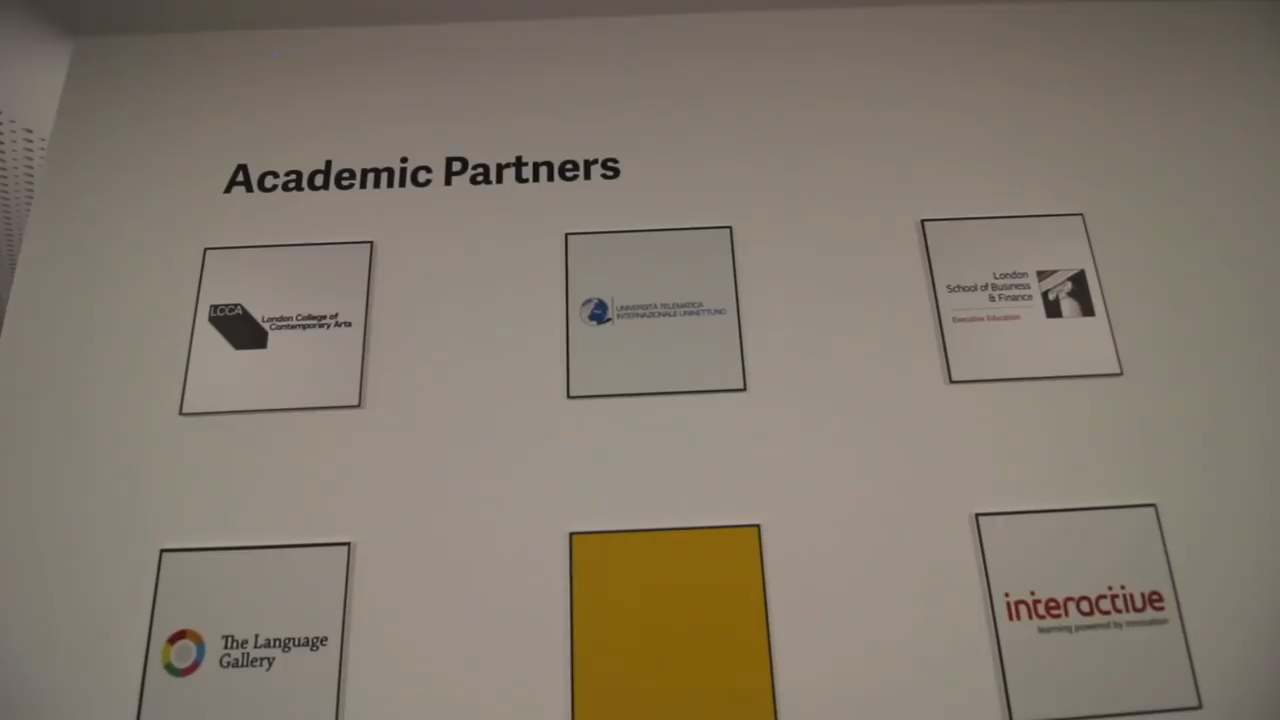 Academic Partners
LCCA
London College of
Contemporary Arts
UNIVERSITÀ TELEMATICA
INTERNAZIONALE UNINETTUNO
London
School of Business
& Finance
Executive Education
The Language
Gallery
interactive
learning powered by innovation